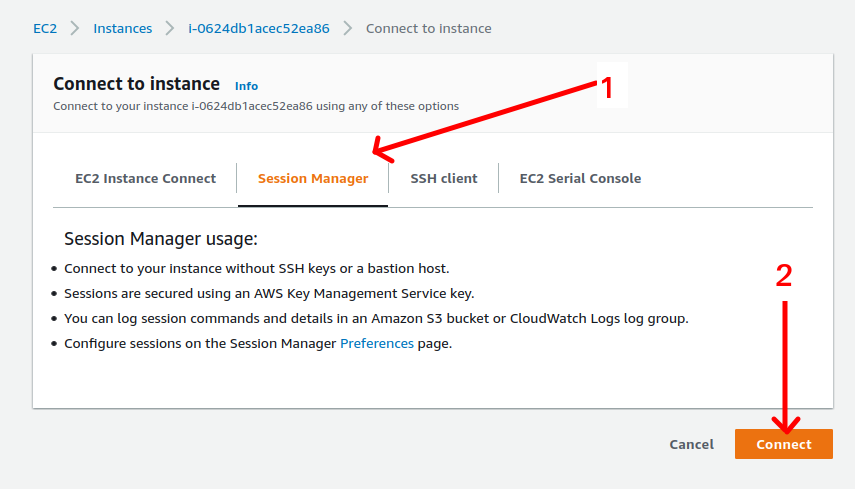 EC2 > Instances > i-0624db1acec52ea86 > Connect to instance
Connect to instance Info
Connect to your instance i-0624db1acec52ea86 using any of these options
1
EC2 Instance Connect Session Manager SSH client EC2 Serial Console
Session Manager usage:
• Connect to your instance without SSH keys or a bastion host.
• Sessions are secured using an AWS Key Management Service key.
• You can log session commands and details in an Amazon S3 bucket or CloudWatch Logs log group.
• Configure sessions on the Session Manager Preferences page.
2
Cancel Connect